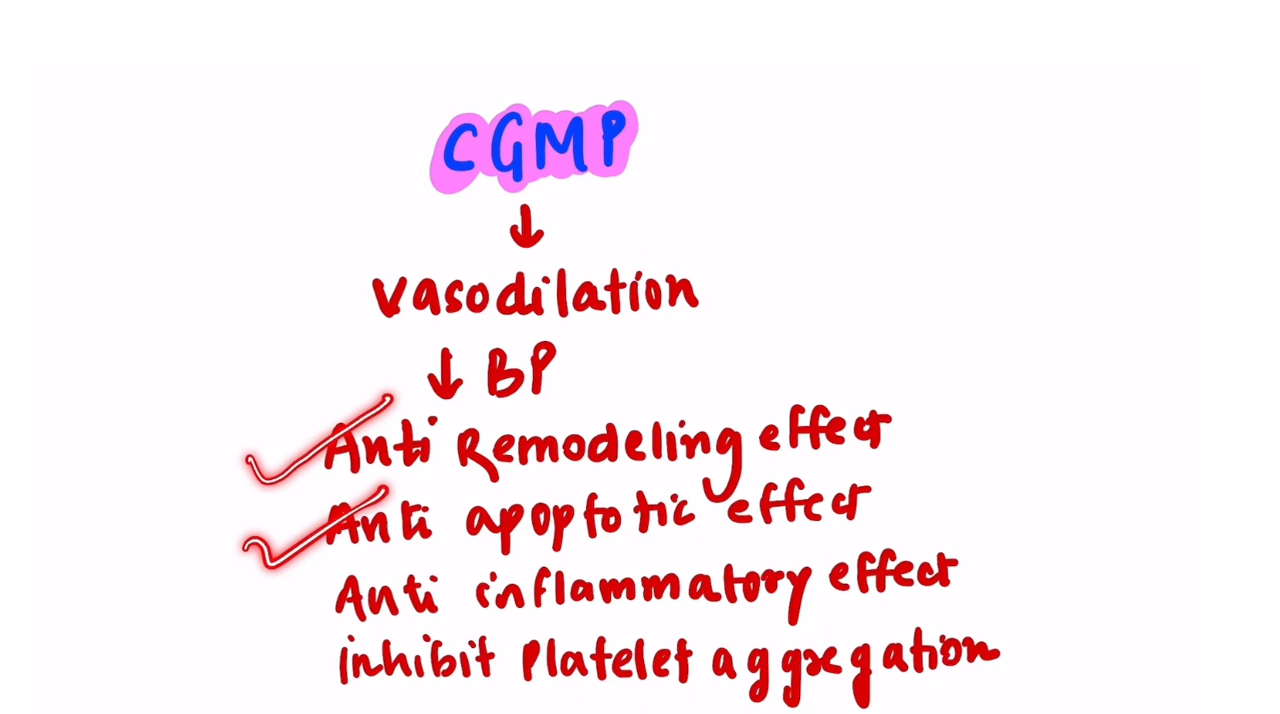 CGMP
↓
Vasodilation
↓ BP
Anti Remodeling effect
Anti apoptotic effect
Anti inflammatory effect
inhibit Platelet aggregation